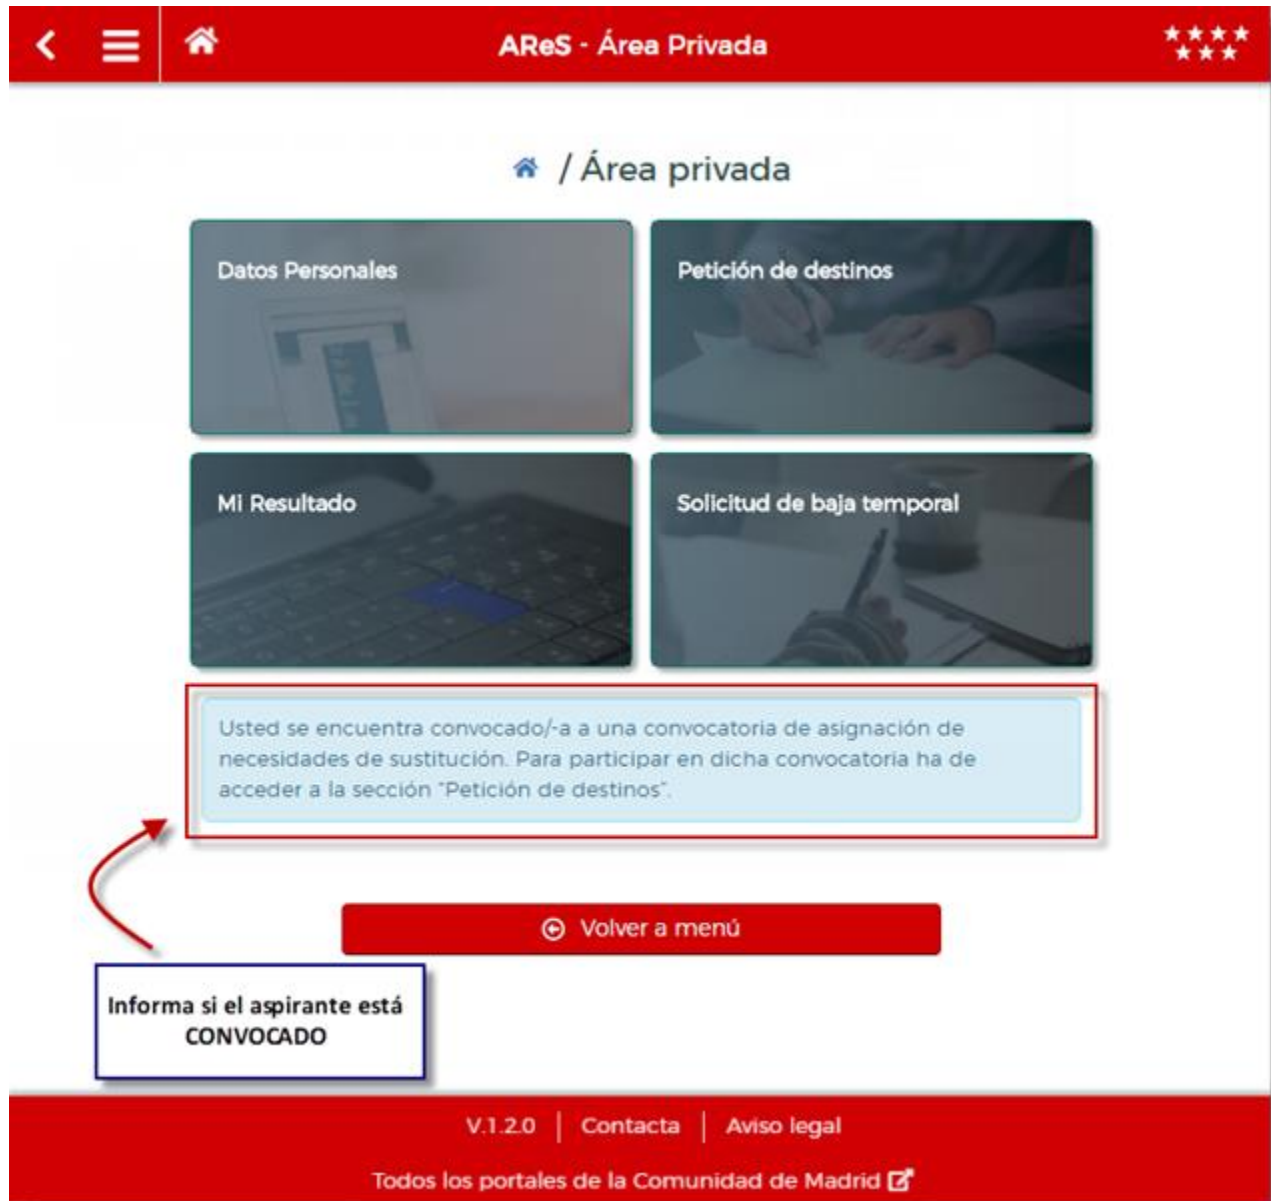 AReS - Área Privada
/ Área privada
Datos Personales
Petición de destinos
Mi Resultado
Solicitud de baja temporal
Usted se encuentra convocado/-a a una convocatoria de asignación de
necesidades de sustitución. Para participar en dicha convocatoria ha de
acceder a la sección "Petición de destinos".
Volver a menú
Informa si el aspirante está
CONVOCADO
V.1.2.0 | Contacta | Aviso legal
Todos los portales de la Comunidad de Madrid